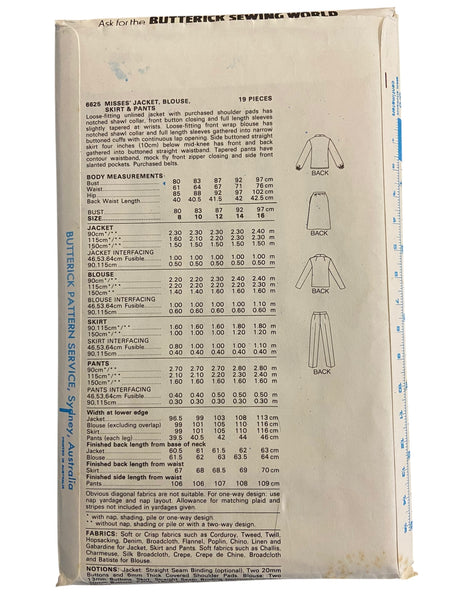 Ask for the BUTTERICK SEWING WORLD
6625 MISSES' JACKET, BLOUSE, SKIRT & PANTS 19 PIECES
Loose-fitting unlined jacket with purchased shoulder pads has
notched shawl collar, front button closing and full length sleeves
slightly tapered at wrists. Loose-fitting front wrap blouse has
notched shawl collar and full length sleeves gathered into narrow
button cuffs with continuous lap opening. Side buttoned straight
skirt four inches (10cm) below mid-knee has front and back
gathered into buttoned straight waistband. Tapered pants have
contour waistband, mock fly front zipper closing and side front
slanted pockets. Purchased belts.
BODY MEASUREMENTS
Bust 80 83 87 92 97 cm
Waist 61 64 67 71 76 cm
Hip 85 88 92 97 102 cm
Back Waist Length 40 40.5 41.5 42 42.5 cm
BUST 80 83 87 92 97 cm
SIZE 8 10 12 14 16
JACKET
90cm*/** 2.30 2.30 2.30 2.30 2.40 m
115cm*/** 1.60 2.10 2.10 2.10 2.10 m
150cm*/** 1.50 1.50 1.50 1.50 1.50 m
JACKET INTERFACING
46,53,64cm Fusible 1.00 1.00 1.00 1.00 1.00 m
90,115cm 0.50 0.50 0.50 0.50 0.50 m
BLOUSE
90cm*/** 2.20 2.20 2.20 2.30 2.30 m
115cm*/** 2.20 2.20 2.20 2.20 2.20 m
150cm*/** 1.40 1.40 1.60 1.60 1.60 m
BLOUSE INTERFACING
46,53,64cm Fusible 1.00 1.00 1.00 1.00 1.10 m
90,115cm 0.60 0.60 0.60 0.60 0.60 m
SKIRT
90,115cm*/** 1.60 1.60 1.60 1.80 1.80 m
150cm*/** 1.00 1.00 1.00 1.20 1.20 m
SKIRT INTERFACING
46,53,64cm Fusible 0.80 1.00 1.00 1.00 1.00 m
90,115cm 0.40 0.40 0.40 0.40 0.40 m
PANTS
90cm*/** 2.70 2.70 2.70 2.80 2.80 m
115cm*/** 2.10 2.10 2.20 2.30 2.40 m
150cm*/** 1.60 1.60 1.60 1.60 1.60 m
PANTS INTERFACING
46,53,64cm Fusible 0.90 1.00 1.00 1.00 1.10 m
90,115cm 0.30 0.30 0.30 0.30 0.30 m
Width at lower edge
Jacket 96.5 99 103 108 113 cm
Blouse (excluding overlap) 99 101 105 110 116 cm
Skirt 99 101 105 110 116 cm
Pants (each leg) 39.5 40.5 42 44 46 cm
Finished back length from base of neck
Jacket 60.5 61 61.5 62 63 cm
Blouse 61.5 62 63 63.5 64 cm
Finished back length from waist
Skirt 67 68 68.5 69 70 cm
Finished side length from waist
Pants 106 106 107 108 109 cm
Obvious diagonal fabrics are not suitable. For one-way design, use
nap yardage and nap layout. Allowance for matching plaid and
stripes not included in yardages given.
* with nap, shading, pile or one-way design.
** without nap, shading or pile or with a two-way design.
FABRICS: Soft or Crisp fabrics such as Corduroy, Tweed, Twill,
Hopsacking, Denim, Broadcloth, Flannel, Poplin, Chino. Linen and
Gabardine for Jacket, Skirt and Pants. Soft fabrics such as Challis,
Charmeuse, Silk Broadcloth, Crepe, Crepe de Chine, Broadcloth
and Batiste for Blouse.
NOTIONS: Jacket: Straight Seam Binding (optional), Two 20mm
Buttons and 6mm Thick Covered Shoulder Pads. Blouse: Two
BACK
BACK
BACK
BACK
BUTTERICK PATTERN SERVICE, Sydney, Australia
centimetres